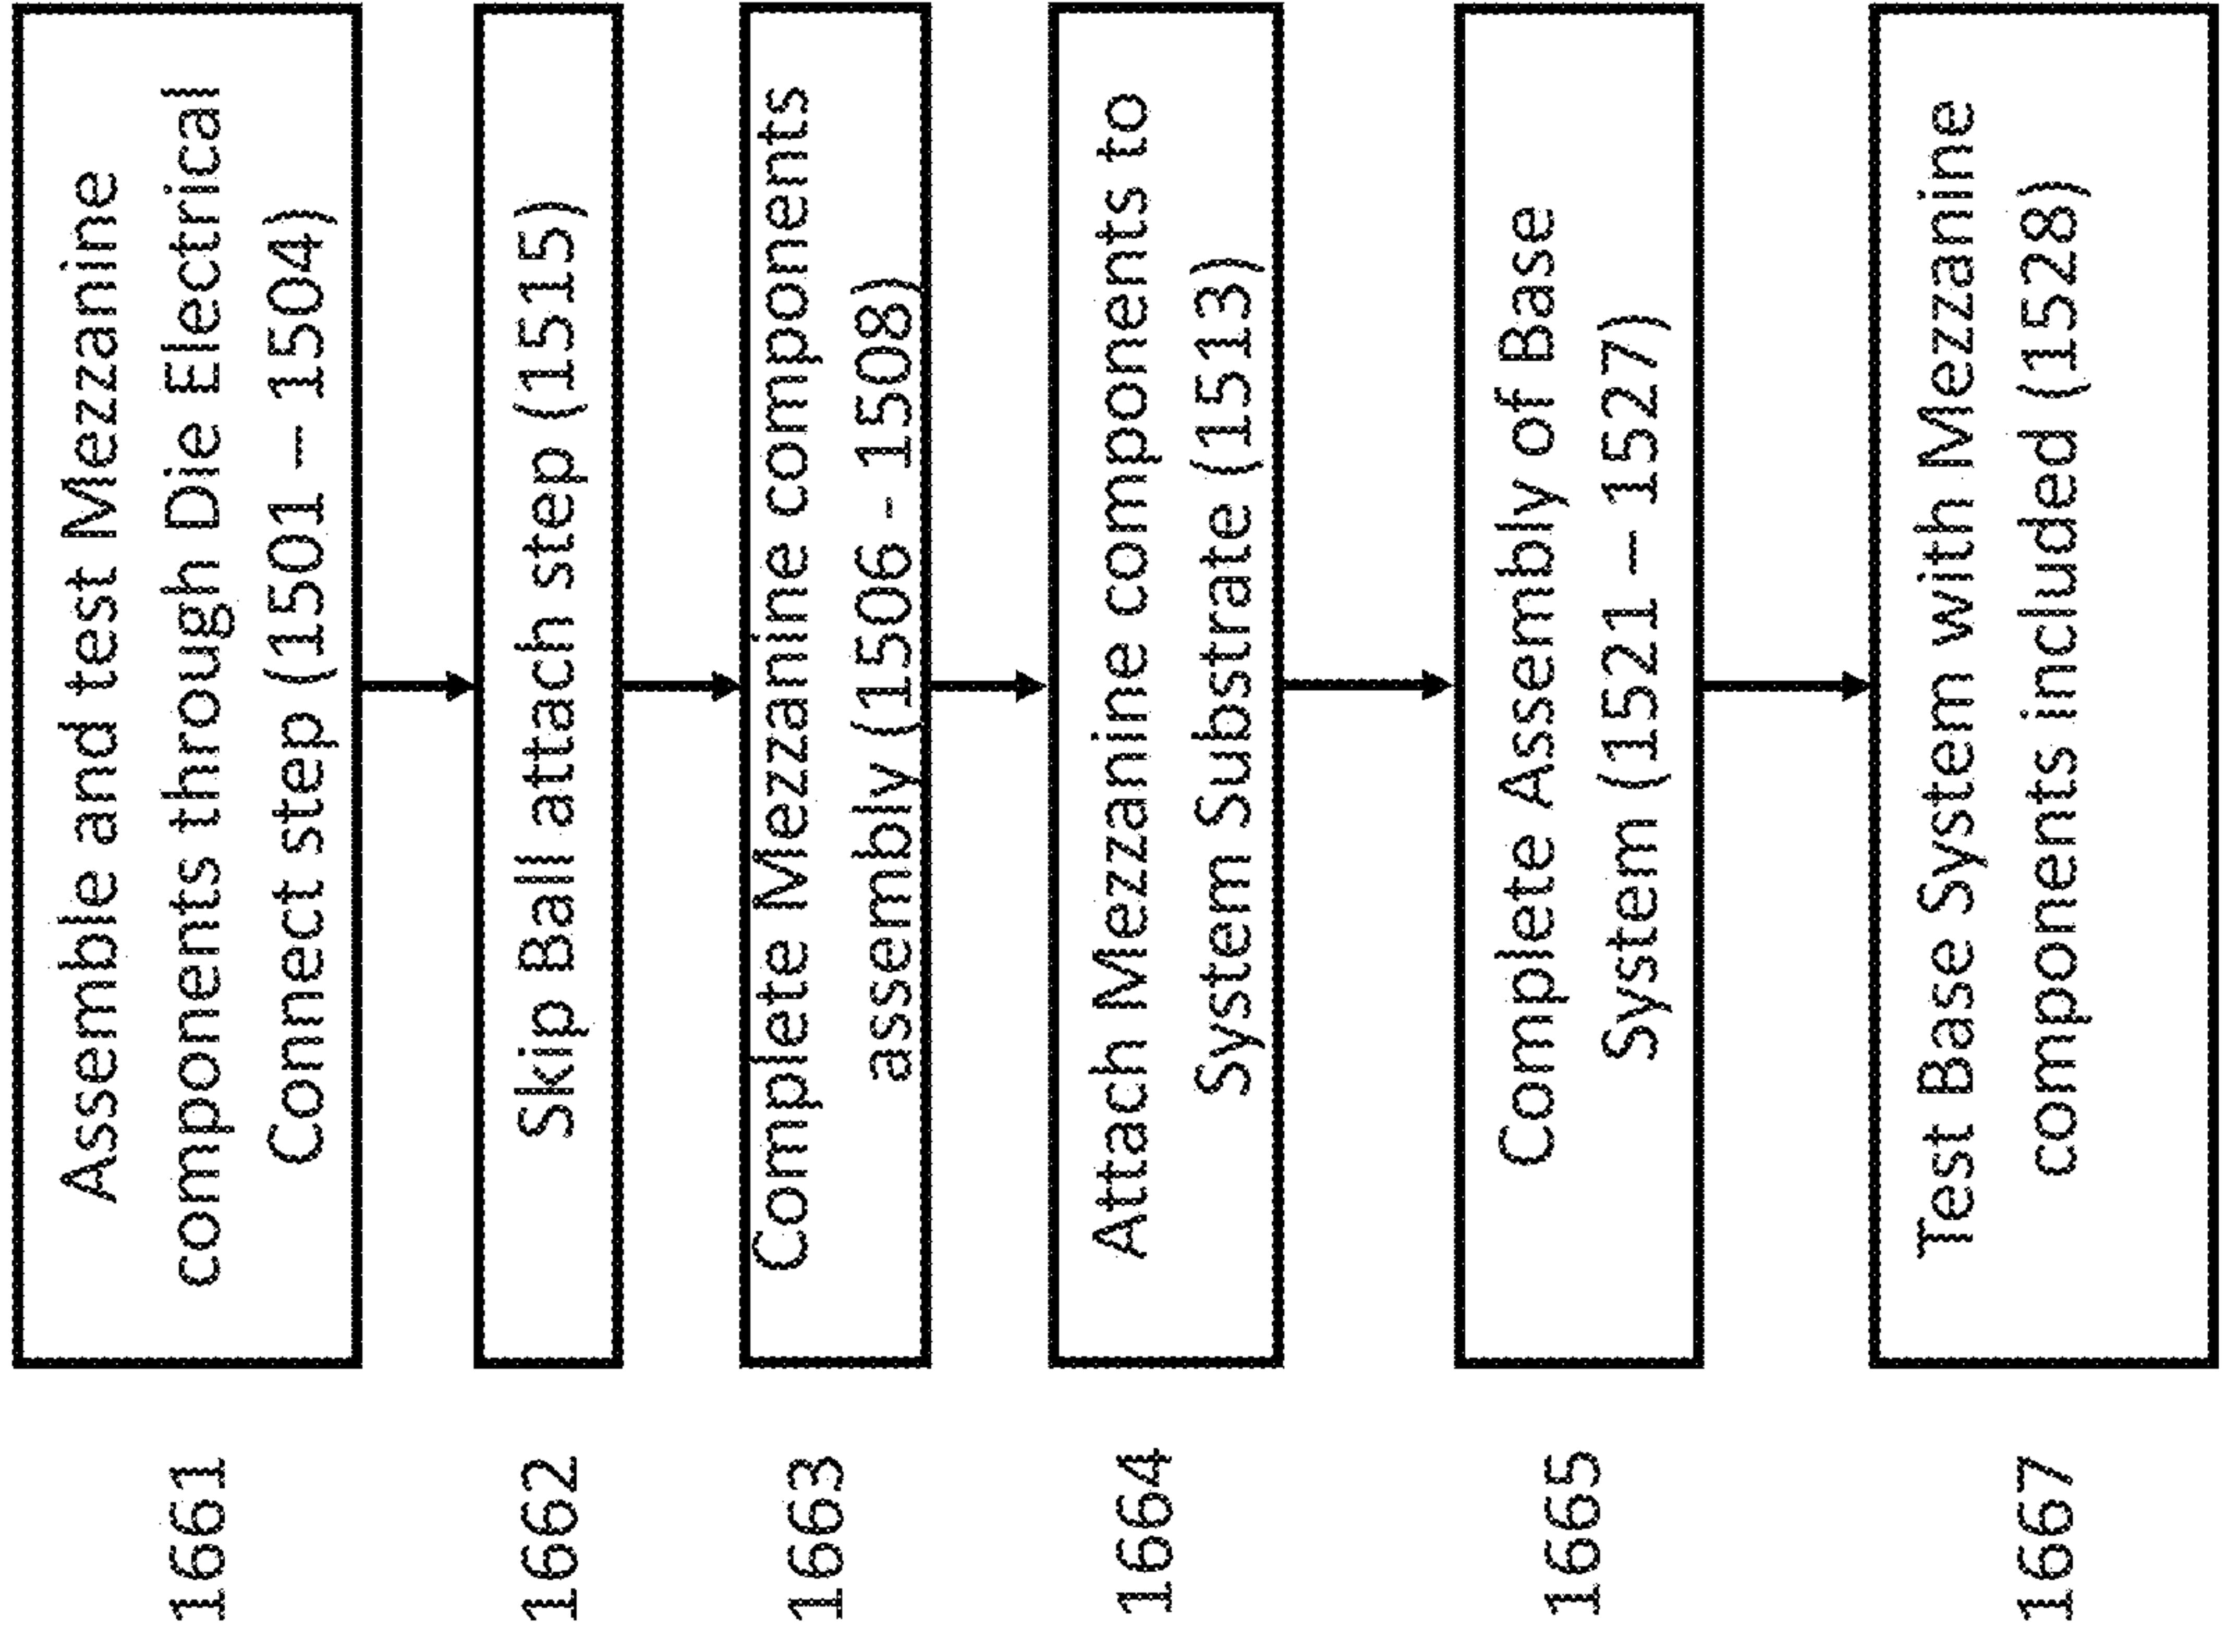 1661
Assemble and test Mezzanine
components through Die Electrical
Connect step (1501 – 1504)
1662
Skip Ball attach step (1515)
1663
Complete Mezzanine components
assembly (1506 - 1508)
1664
Attach Mezzanine components to
System Substrate (1513)
1665
Complete Assembly of Base
System (1521 – 1527)
1667
Test Base System with Mezzanine
components included (1528)